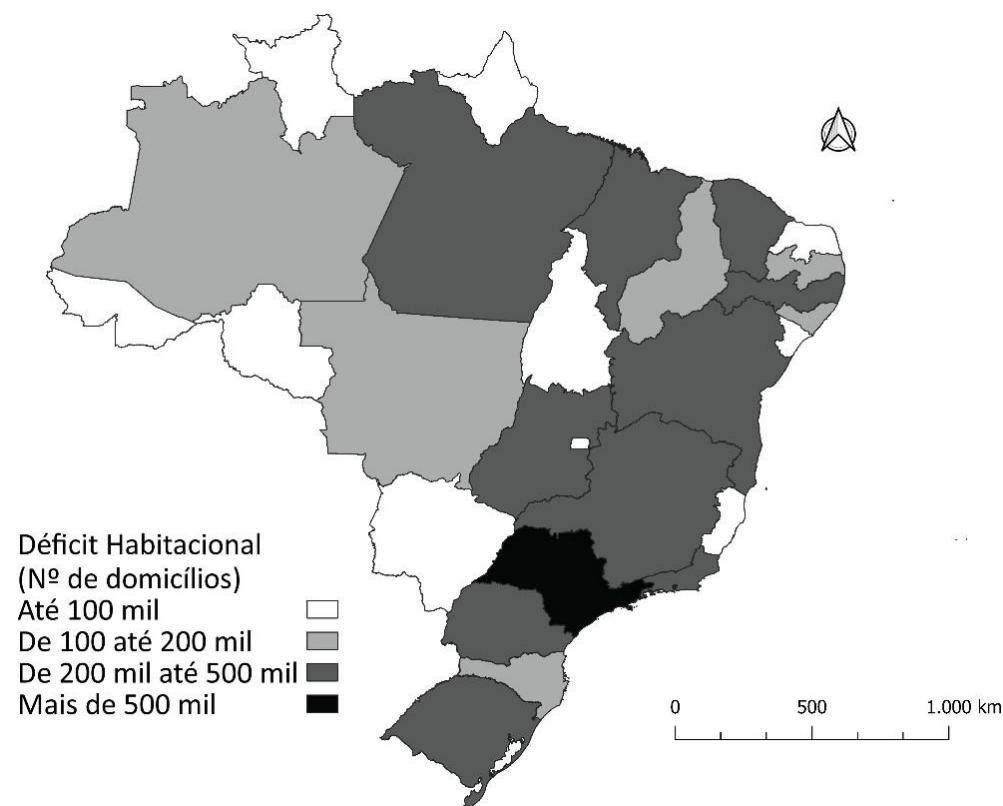 Déficit Habitacional
(Nº de domicílios)
Até 100 mil
De 100 até 200 mil
De 200 mil até 500 mil
Mais de 500 mil
0 500 1.000 km